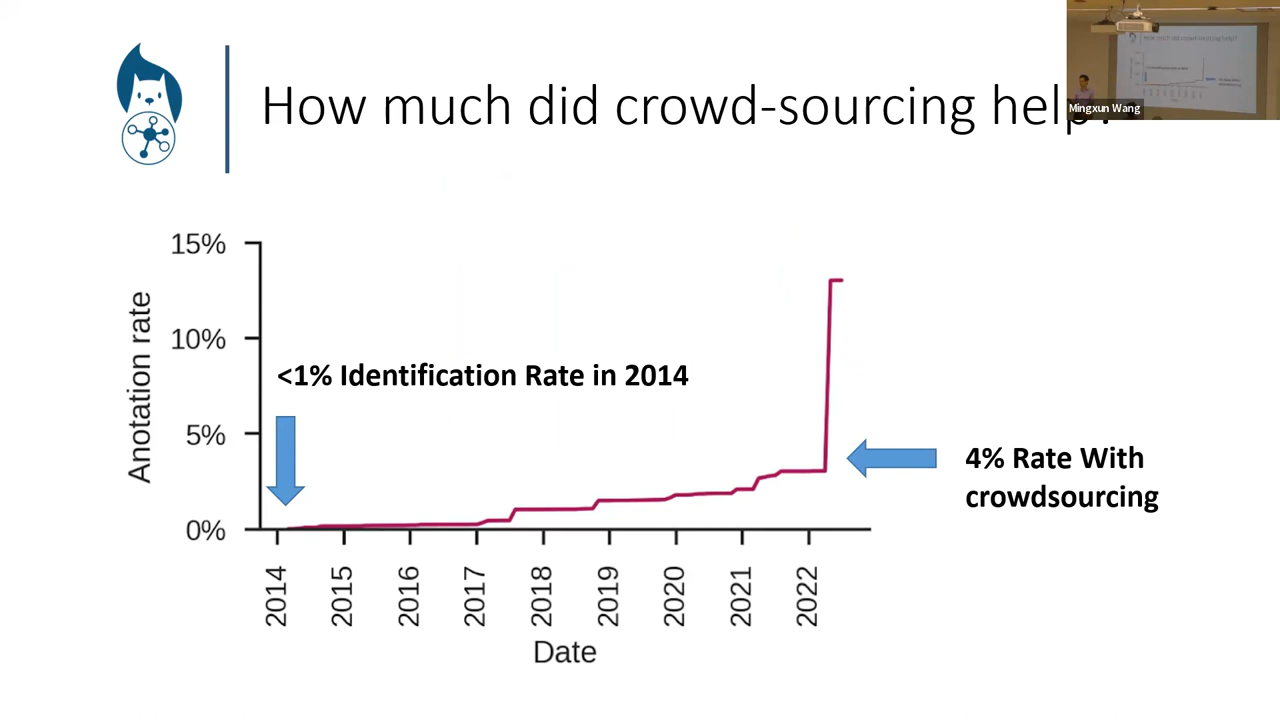 How much did crowd-sourcing help?
Mingxun Wang
15%
10%
5%
0%
Anotation rate
<1% Identification Rate in 2014
4% Rate With
crowdsourcing
2014
2015
2016
2017
2018
2019
2020
2021
2022
Date